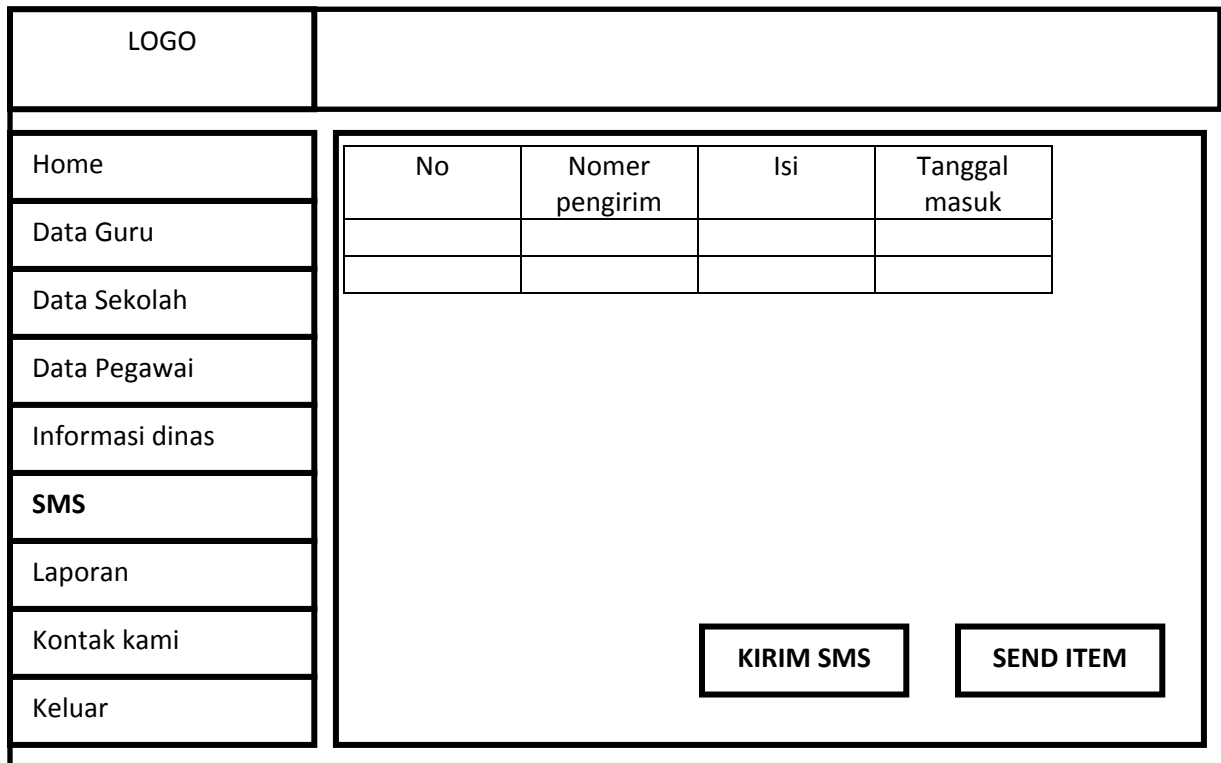 LOGO
Home
Data Guru
Data Sekolah
Data Pegawai
Informasi dinas
SMS
Laporan
Kontak kami
Keluar
No
Nomer
pengirim
Isi
Tanggal
masuk
KIRIM SMS
SEND ITEM